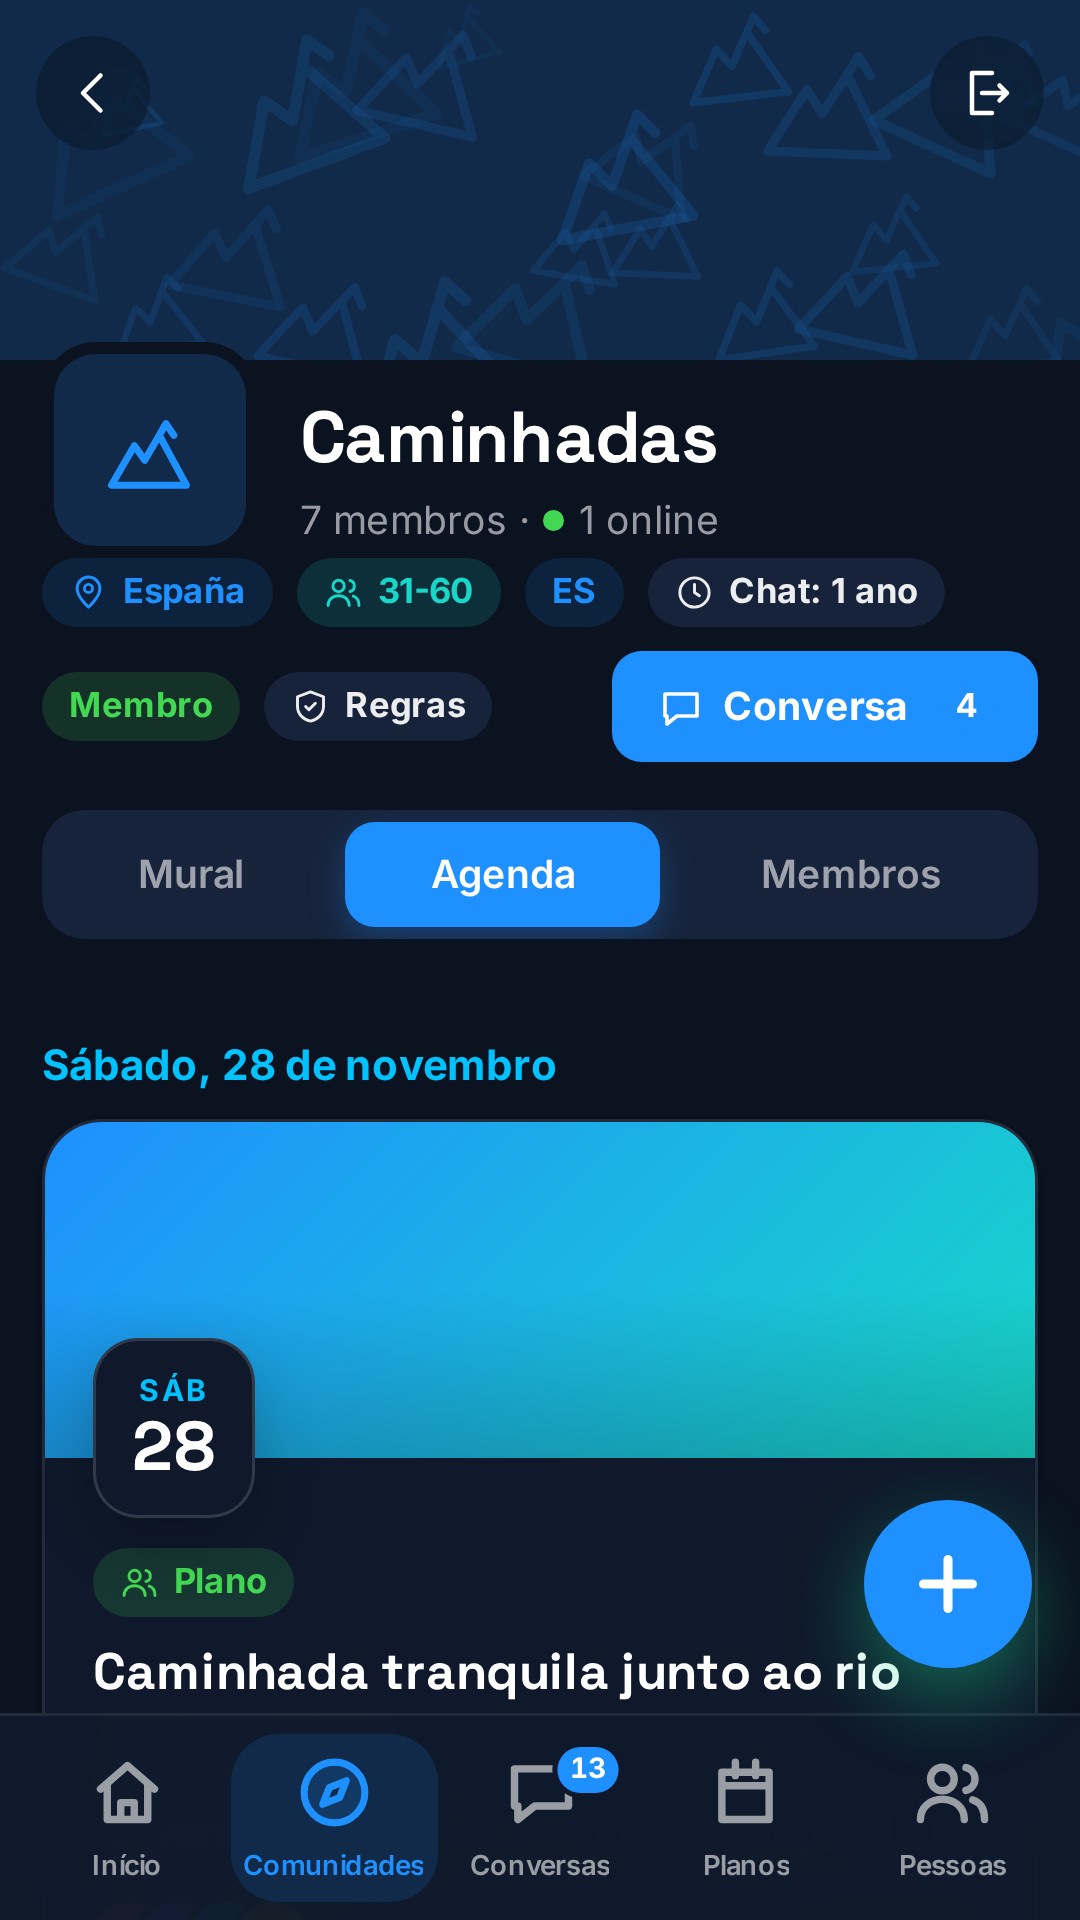 Caminhadas
7 membros · 1 online
España
31-60
ES
Chat: 1 ano
Membro
Regras
Conversa 4
Mural
Agenda
Membros
Sábado, 28 de novembro
SÁB
28
Plano
Caminhada tranquila junto ao rio
13
Início
Comunidades
Conversas
Planos
Pessoas